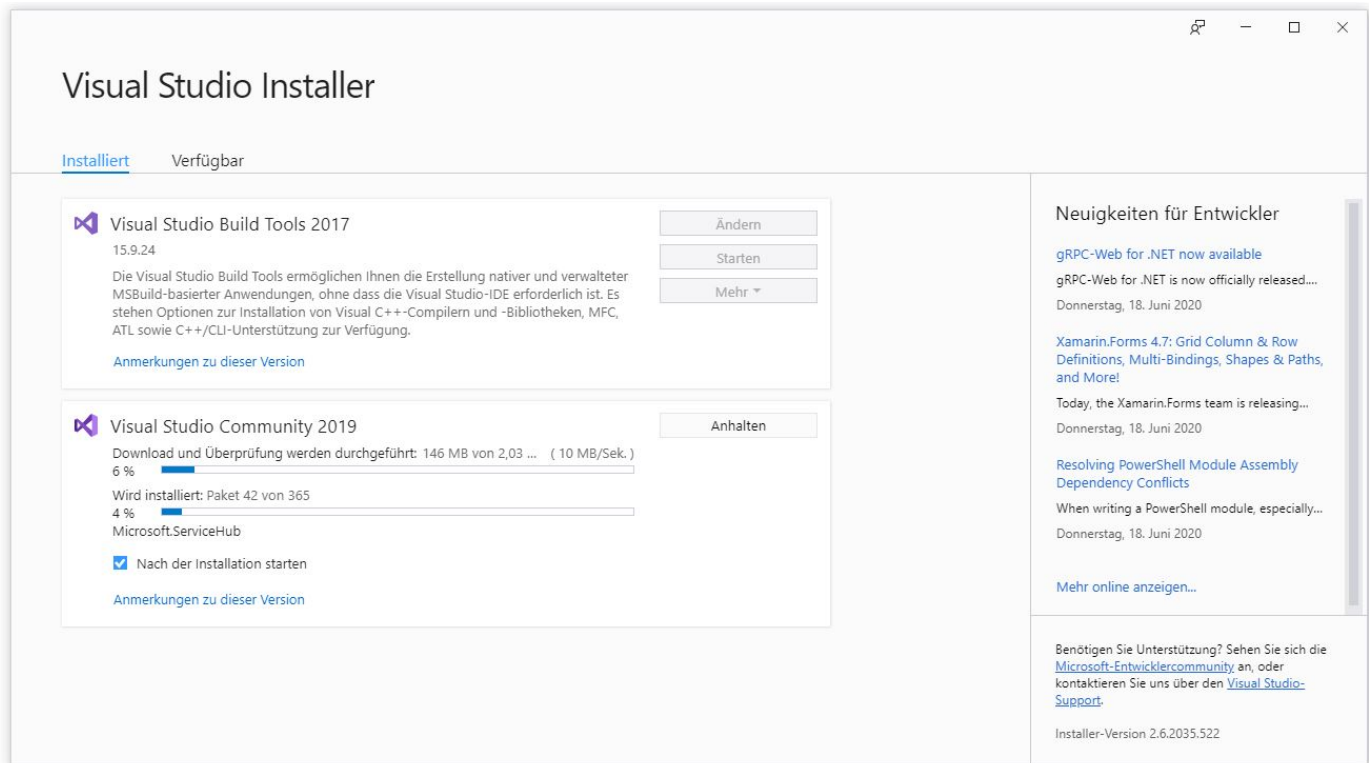 Visual Studio Installer
Installiert
Verfügbar
Visual Studio Build Tools 2017
15.9.24
Die Visual Studio Build Tools ermöglichen Ihnen die Erstellung nativer und verwalteter
MSBuild-basierter Anwendungen, ohne dass die Visual Studio-IDE erforderlich ist. Es
stehen Optionen zur Installation von Visual C++-Compilern und -Bibliotheken, MFC,
ATL sowie C++/CLI-Unterstützung zur Verfügung.
Anmerkungen zu dieser Version
Ändern
Starten
Mehr
Visual Studio Community 2019
Anhalten
Download und Überprüfung werden durchgeführt: 146 MB von 2,03 ... ( 10 MB/Sek. )
6 %
Wird installiert: Paket 42 von 365
4 %
Microsoft.ServiceHub
Nach der Installation starten
Anmerkungen zu dieser Version
Neuigkeiten für Entwickler
gRPC-Web for .NET now available
gRPC-Web for .NET is now officially released....
Donnerstag, 18. Juni 2020
Xamarin.Forms 4.7: Grid Column & Row
Definitions, Multi-Bindings, Shapes & Paths,
and More!
Today, the Xamarin.Forms team is releasing...
Donnerstag, 18. Juni 2020
Resolving PowerShell Module Assembly
Dependency Conflicts
When writing a PowerShell module, especially...
Donnerstag, 18. Juni 2020
Mehr online anzeigen...
Benötigen Sie Unterstützung? Sehen Sie sich die
Microsoft-Entwicklercommunity an, oder
kontaktieren Sie uns über den Visual Studio-
Support.
Installer-Version 2.6.2035.522